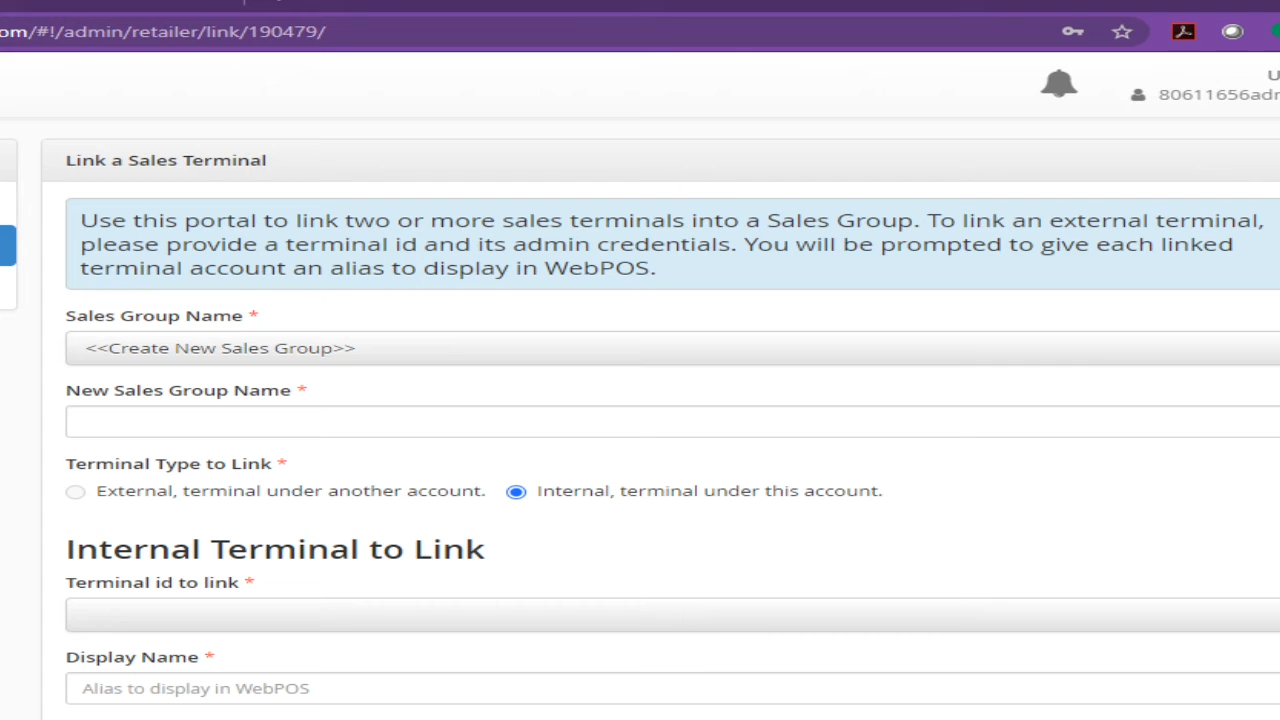 om/#!/admin/retailer/link/190479/
U
80611656adm
Link a Sales Terminal
Use this portal to link two or more sales terminals into a Sales Group. To link an external terminal,
please provide a terminal id and its admin credentials. You will be prompted to give each linked
terminal account an alias to display in WebPOS.
Sales Group Name *
<<Create New Sales Group>>
New Sales Group Name *
Terminal Type to Link *
External, terminal under another account. Internal, terminal under this account.
Internal Terminal to Link
Terminal id to link *
Display Name *
Alias to display in WebPOS